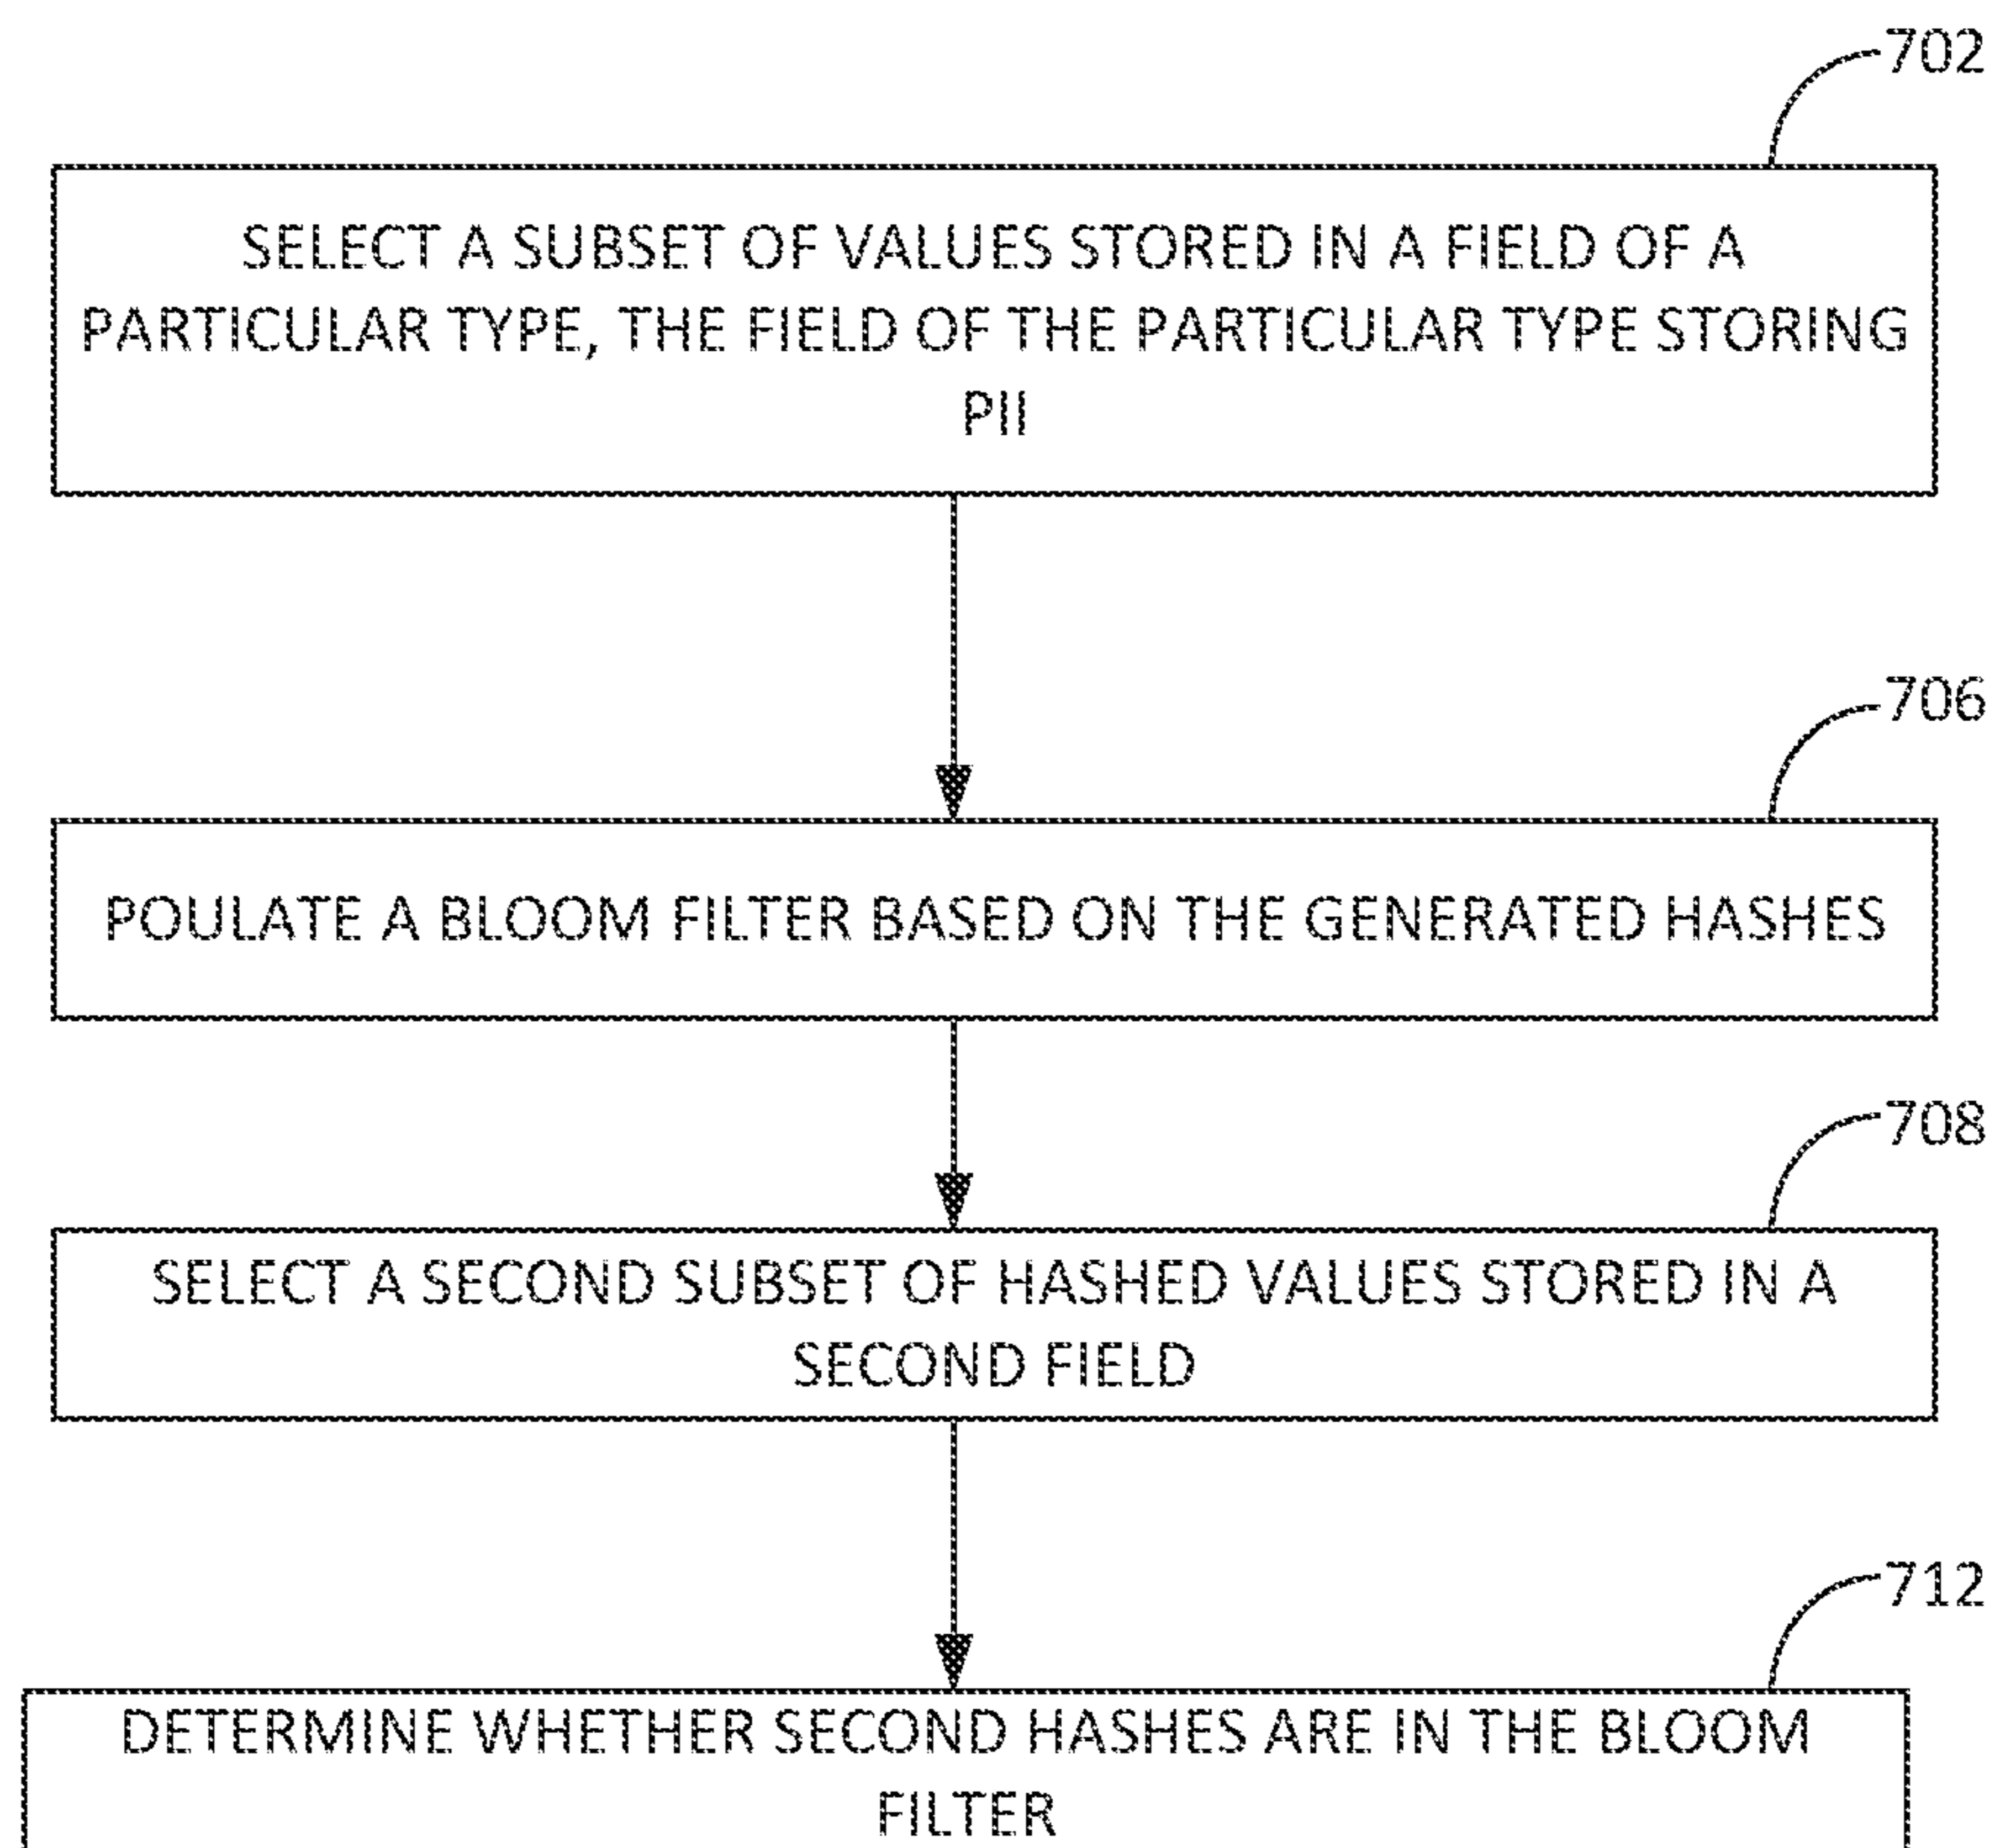 702
SELECT A SUBSET OF VALUES STORED IN A FIELD OF A
PARTICULAR TYPE, THE FIELD OF THE PARTICULAR TYPE STORING
PII
706
POULATE A BLOOM FILTER BASED ON THE GENERATED HASHES
708
SELECT A SECOND SUBSET OF HASHED VALUES STORED IN A
SECOND FIELD
712
DETERMINE WHETHER SECOND HASHES ARE IN THE BLOOM
FILTER